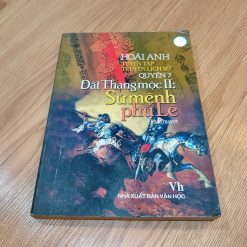 HOÀI ANH
TUYỂN TẬP
TRUYỆN LỊCH SỬ
QUYỂN 7
Đất Thang mộc II:
Sứ mệnh
phù Lê
Vh
NHÀ XUẤT BẢN VĂN HỌC